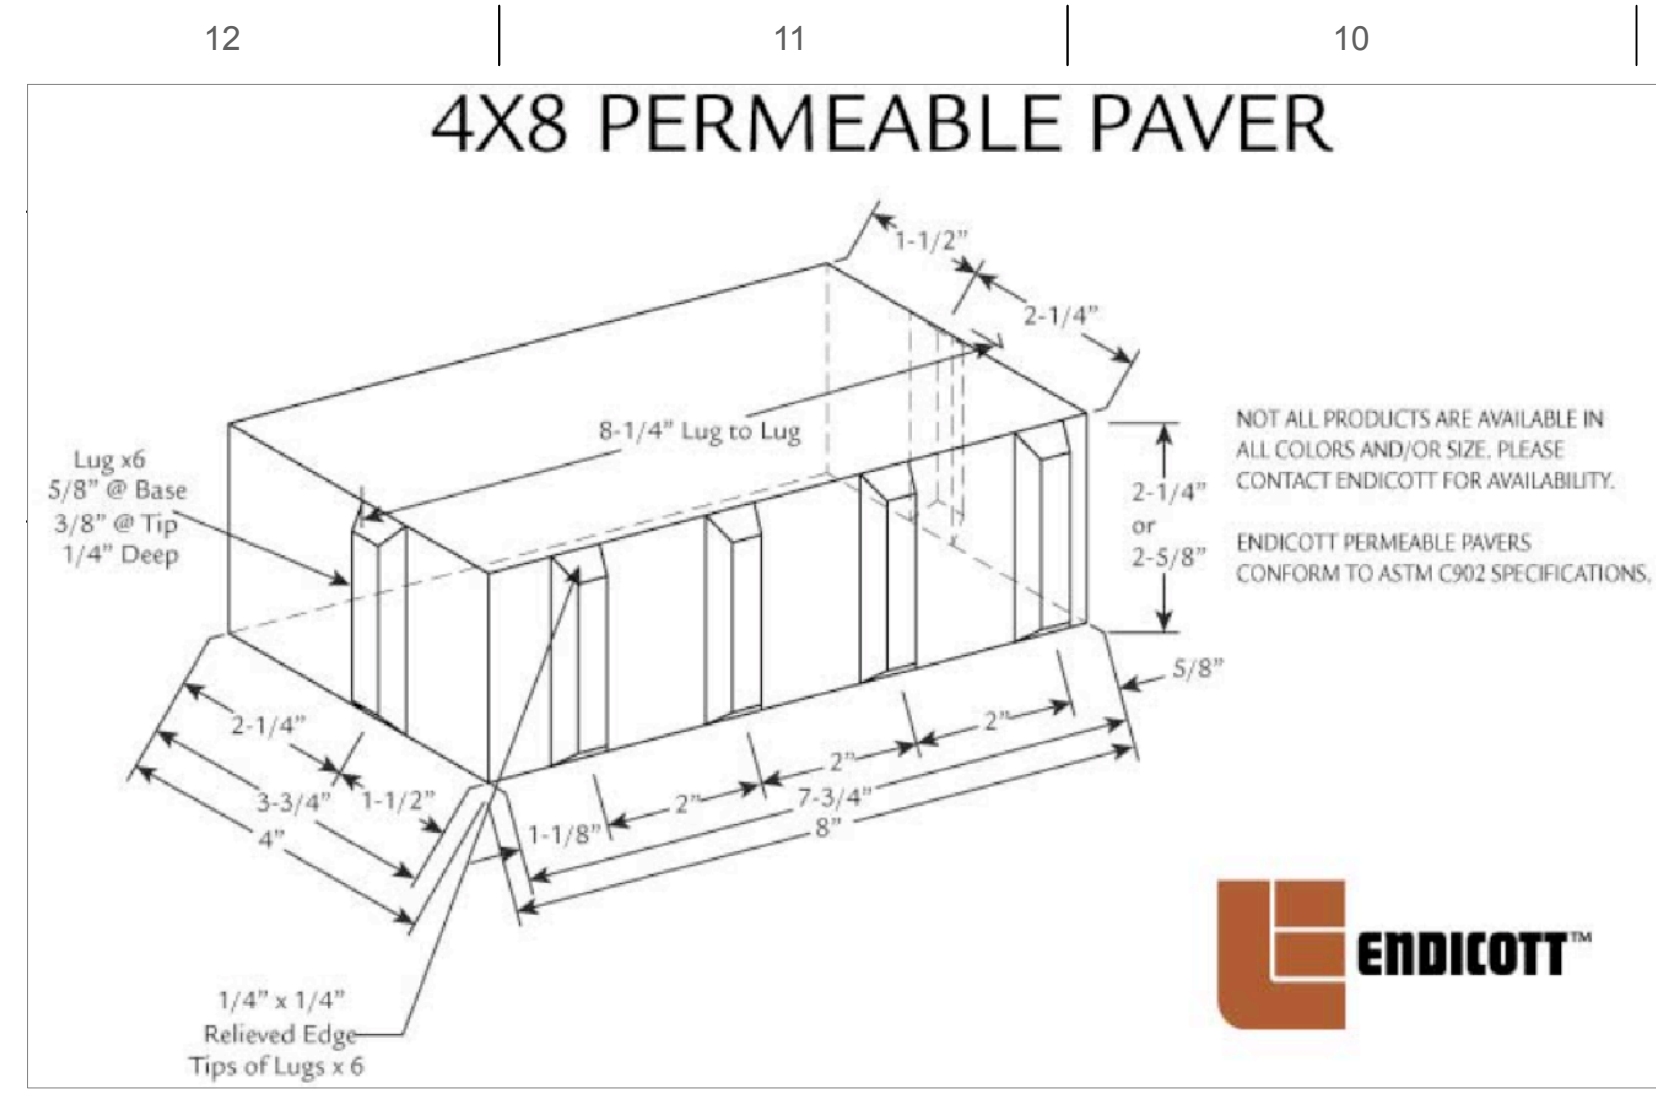 12
11
10
4X8 PERMEABLE PAVER
1-1/2”
2-1/4”
8-1/4” Lug to Lug
Lug x6
5/8” @ Base
3/8” @ Tip
1/4” Deep
2-1/4”
or
2-5/8”
NOT ALL PRODUCTS ARE AVAILABLE IN
ALL COLORS AND/OR SIZE. PLEASE
CONTACT ENDICOTT FOR AVAILABILITY.
ENDICOTT PERMEABLE PAVERS
CONFORM TO ASTM C902 SPECIFICATIONS.
5/8”
2-1/4”
3-3/4”
1-1/2”
4”
2”
2”
2”
7-3/4”
1-1/8”
8”
1/4” x 1/4”
Relieved Edge
Tips of Lugs x 6
ENDICOTT™